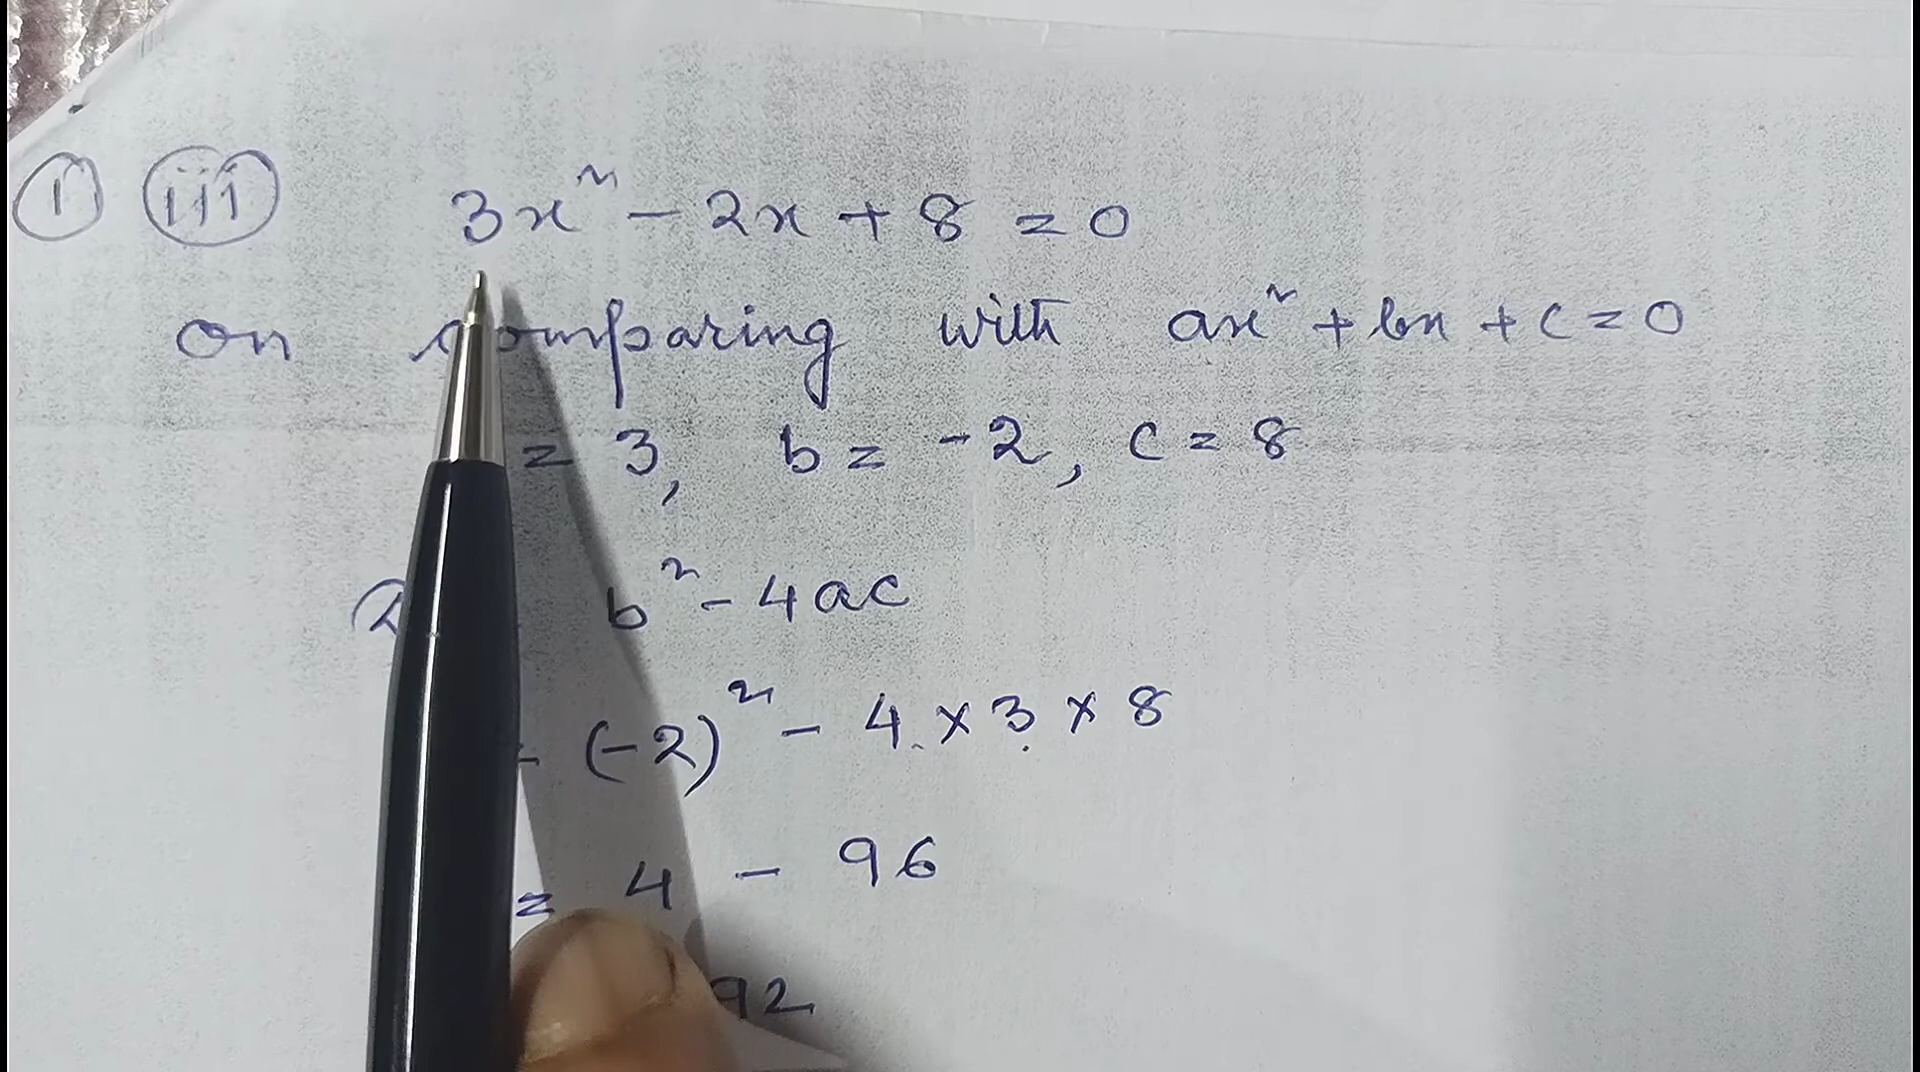 ① ⅲ 3x² - 2x + 8 = 0
on comparing with ax² + bx + c = 0
= 3, b = -2, c = 8
b² - 4ac
= (-2)² - 4 × 3 × 8
= 4 - 96
92